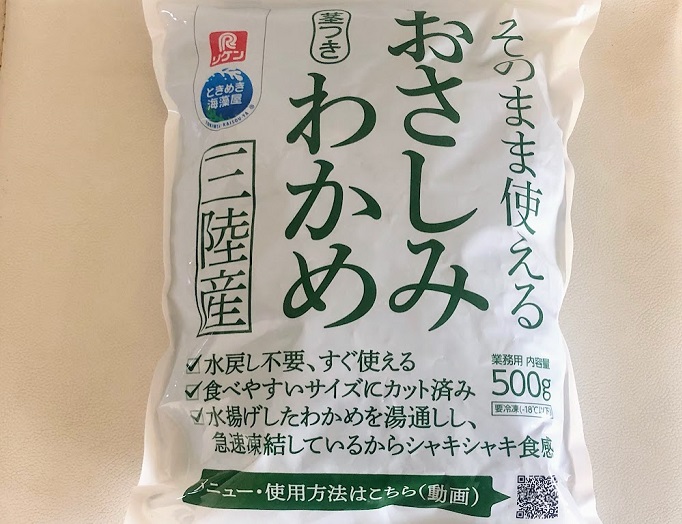 そのまま使える
おさしみ
わかめ
茎つき
リケン
ときめき
海藻屋
三陸産
水戻し不要、すぐ使える
食べやすいサイズにカット済み
水揚げしたわかめを湯通しし、
急速凍結しているからシャキシャキ食感
業務用 内容量
500g
要冷凍(-18℃以下)
メニュー・使用方法はこちら(動画)